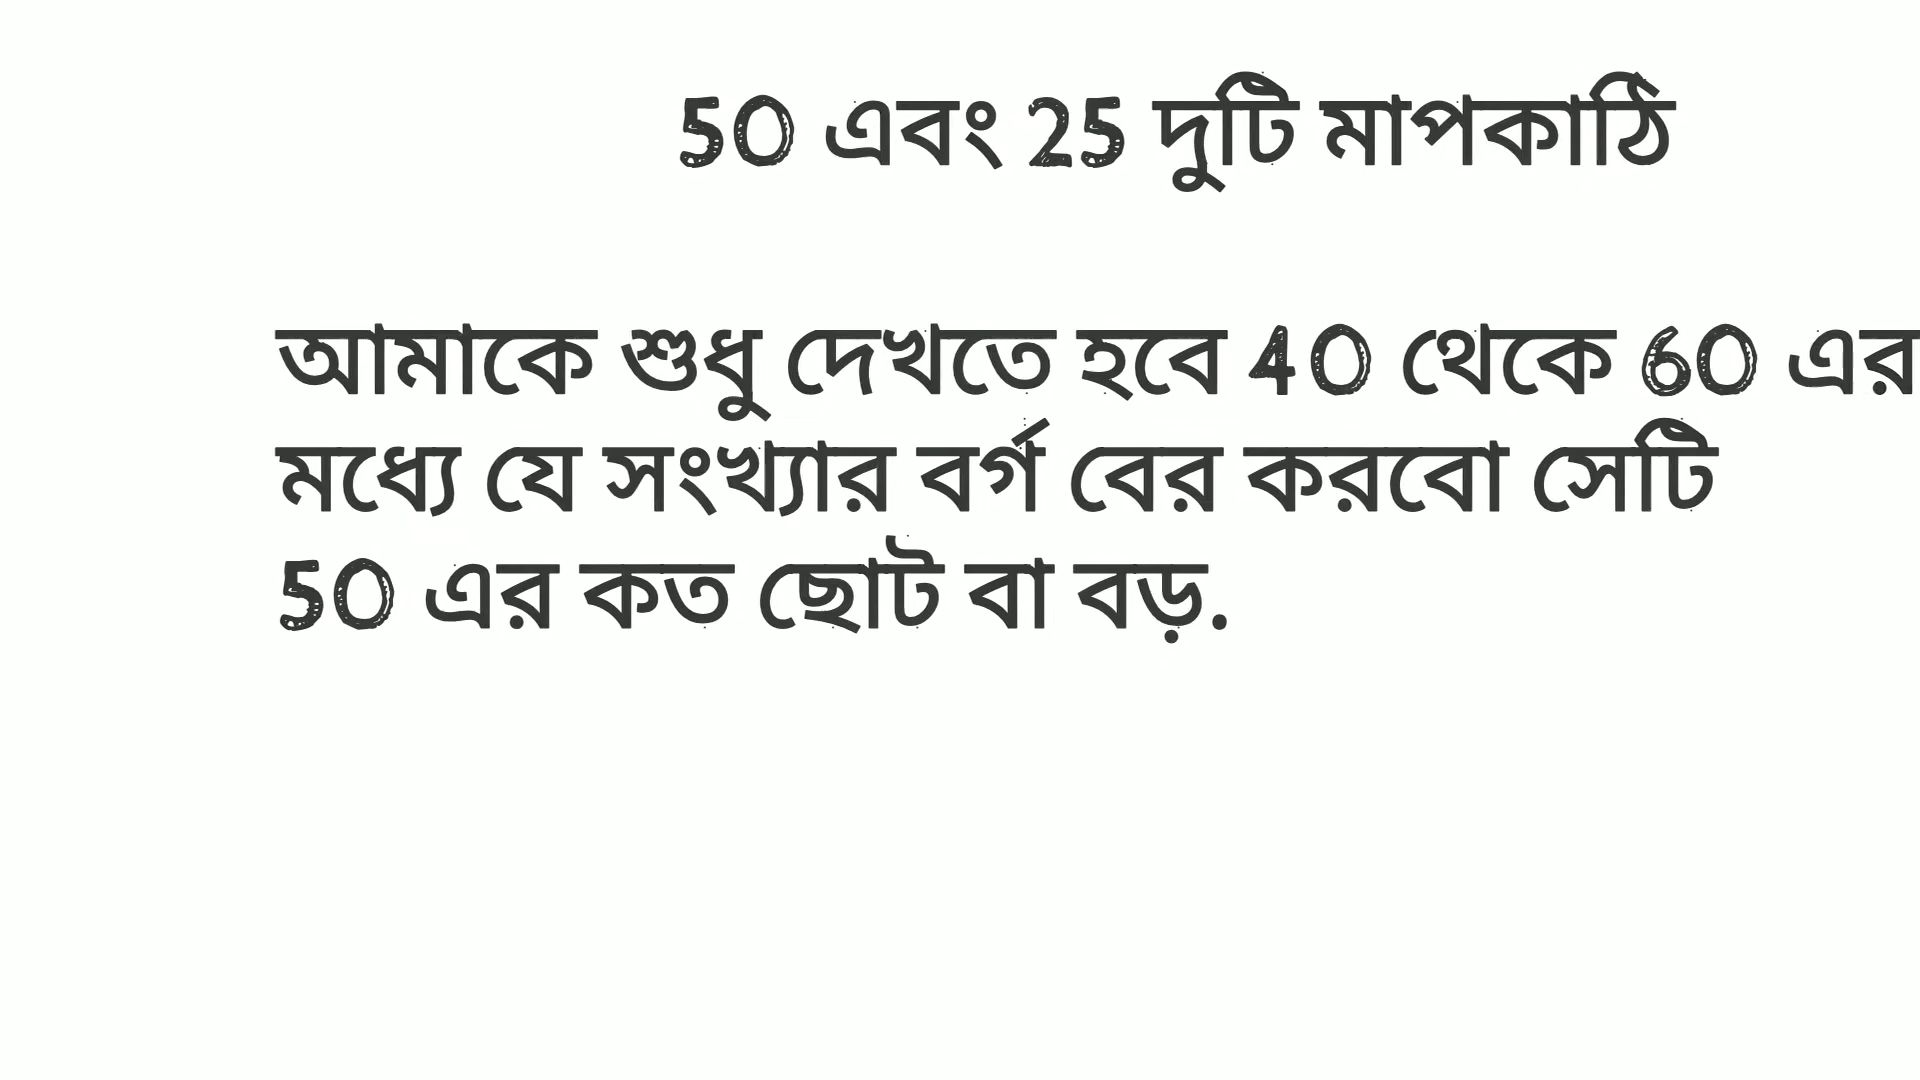 50 এবং 25 দুটি মাপকাঠি
আমাকে শুধু দেখতে হবে 40 থেকে 60 এর
মধ্যে যে সংখ্যার বর্গ বের করবো সেটি
50 এর কত ছোট বা বড়.